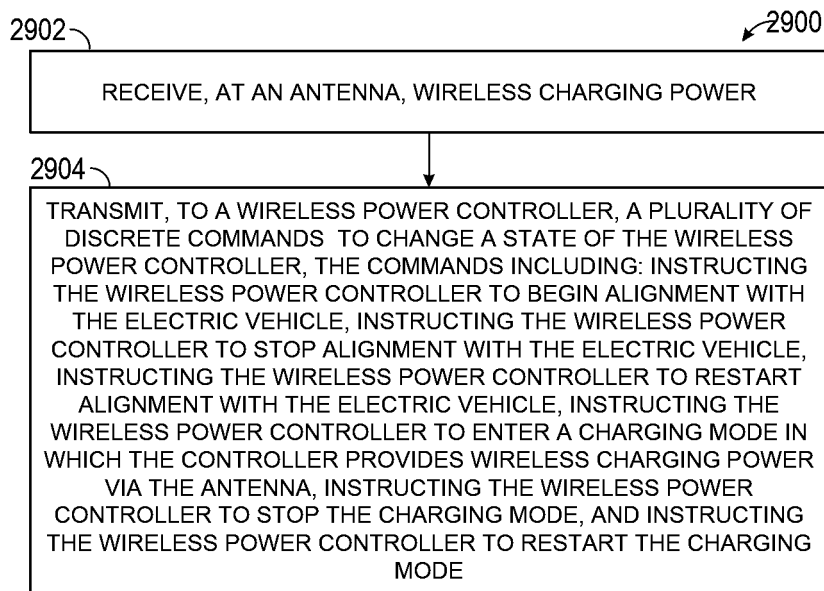 2902
2900
RECEIVE, AT AN ANTENNA, WIRELESS CHARGING POWER
2904
TRANSMIT, TO A WIRELESS POWER CONTROLLER, A PLURALITY OF
DISCRETE COMMANDS TO CHANGE A STATE OF THE WIRELESS
POWER CONTROLLER, THE COMMANDS INCLUDING: INSTRUCTING
THE WIRELESS POWER CONTROLLER TO BEGIN ALIGNMENT WITH
THE ELECTRIC VEHICLE, INSTRUCTING THE WIRELESS POWER
CONTROLLER TO STOP ALIGNMENT WITH THE ELECTRIC VEHICLE,
INSTRUCTING THE WIRELESS POWER CONTROLLER TO RESTART
ALIGNMENT WITH THE ELECTRIC VEHICLE, INSTRUCTING THE
WIRELESS POWER CONTROLLER TO ENTER A CHARGING MODE IN
WHICH THE CONTROLLER PROVIDES WIRELESS CHARGING POWER
VIA THE ANTENNA, INSTRUCTING THE WIRELESS POWER
CONTROLLER TO STOP THE CHARGING MODE, AND INSTRUCTING
THE WIRELESS POWER CONTROLLER TO RESTART THE CHARGING
MODE